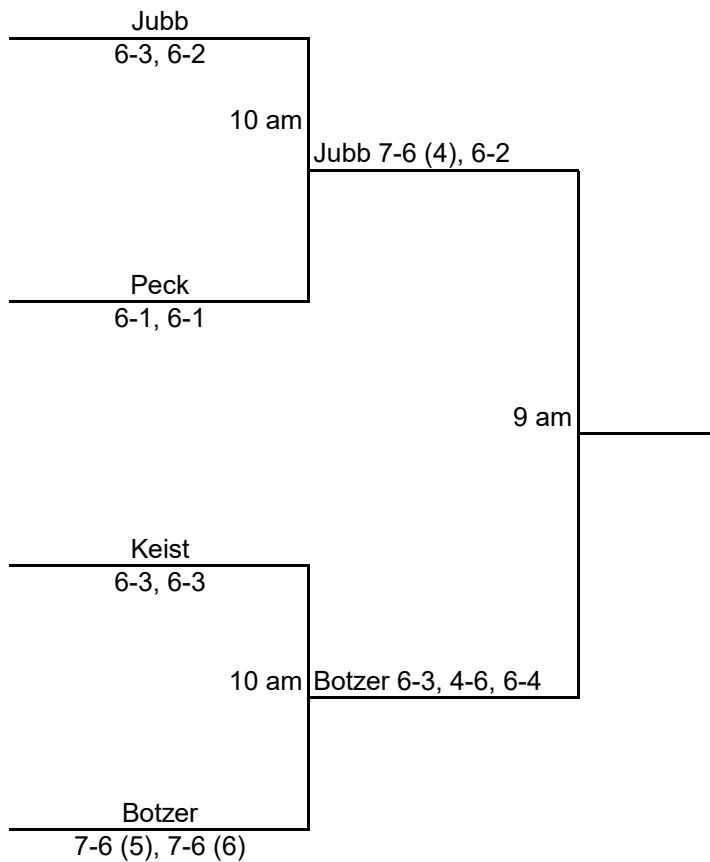 Jubb
6-3, 6-2
10 am
Jubb 7-6 (4), 6-2
Peck
6-1, 6-1
9 am
Keist
6-3, 6-3
10 am
Botzer 6-3, 4-6, 6-4
Botzer
7-6 (5), 7-6 (6)